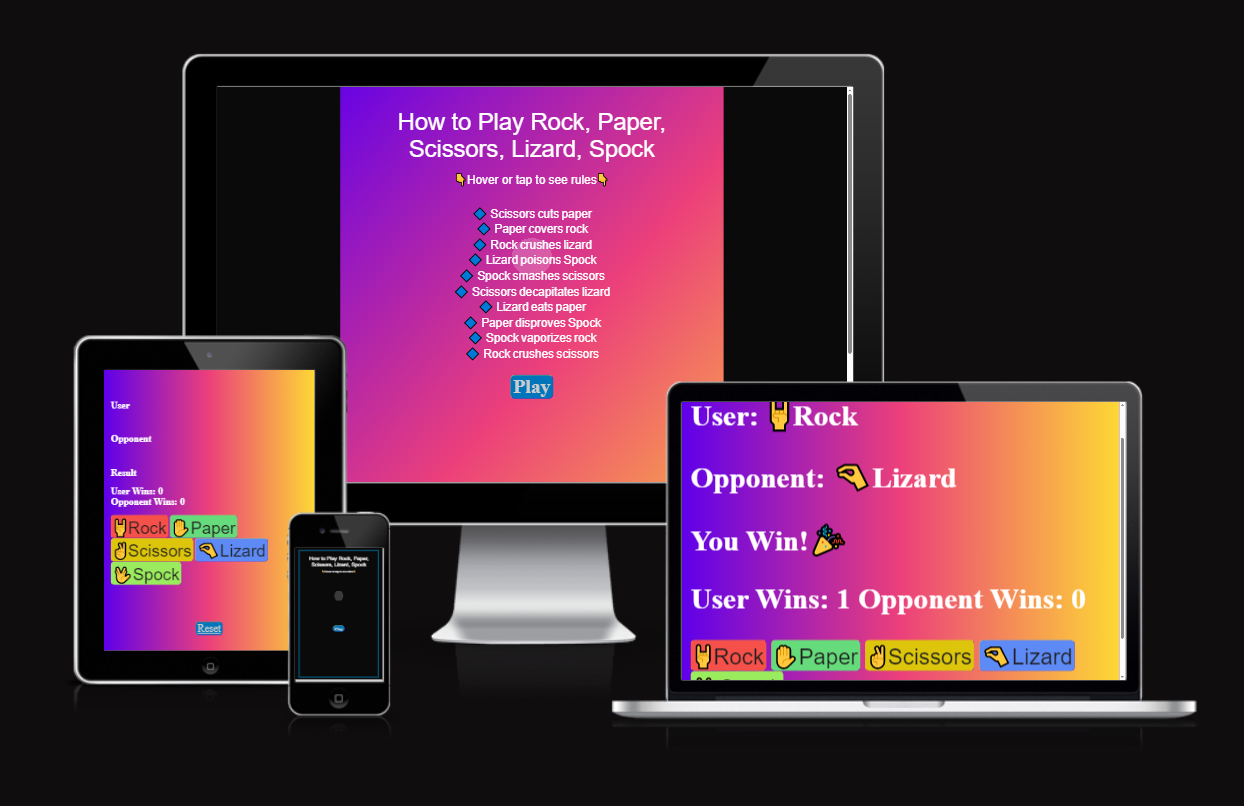 How to Play Rock, Paper,
Scissors, Lizard, Spock
👇Hover or tap to see rules👇
🔷 Scissors cuts paper
🔷 Paper covers rock
🔷 Rock crushes lizard
🔷 Lizard poisons Spock
🔷 Spock smashes scissors
🔷 Scissors decapitates lizard
🔷 Lizard eats paper
🔷 Paper disproves Spock
🔷 Spock vaporizes rock
🔷 Rock crushes scissors
Play
User
Opponent
Result
User Wins: 0
Opponent Wins: 0
Rock Paper
Scissors Lizard
Spock
Reset
How to Play Rock, Paper,
Scissors, Lizard, Spock
User: Rock
Opponent: Lizard
You Win!🎉
User Wins: 1 Opponent Wins: 0
Rock Paper Scissors Lizard